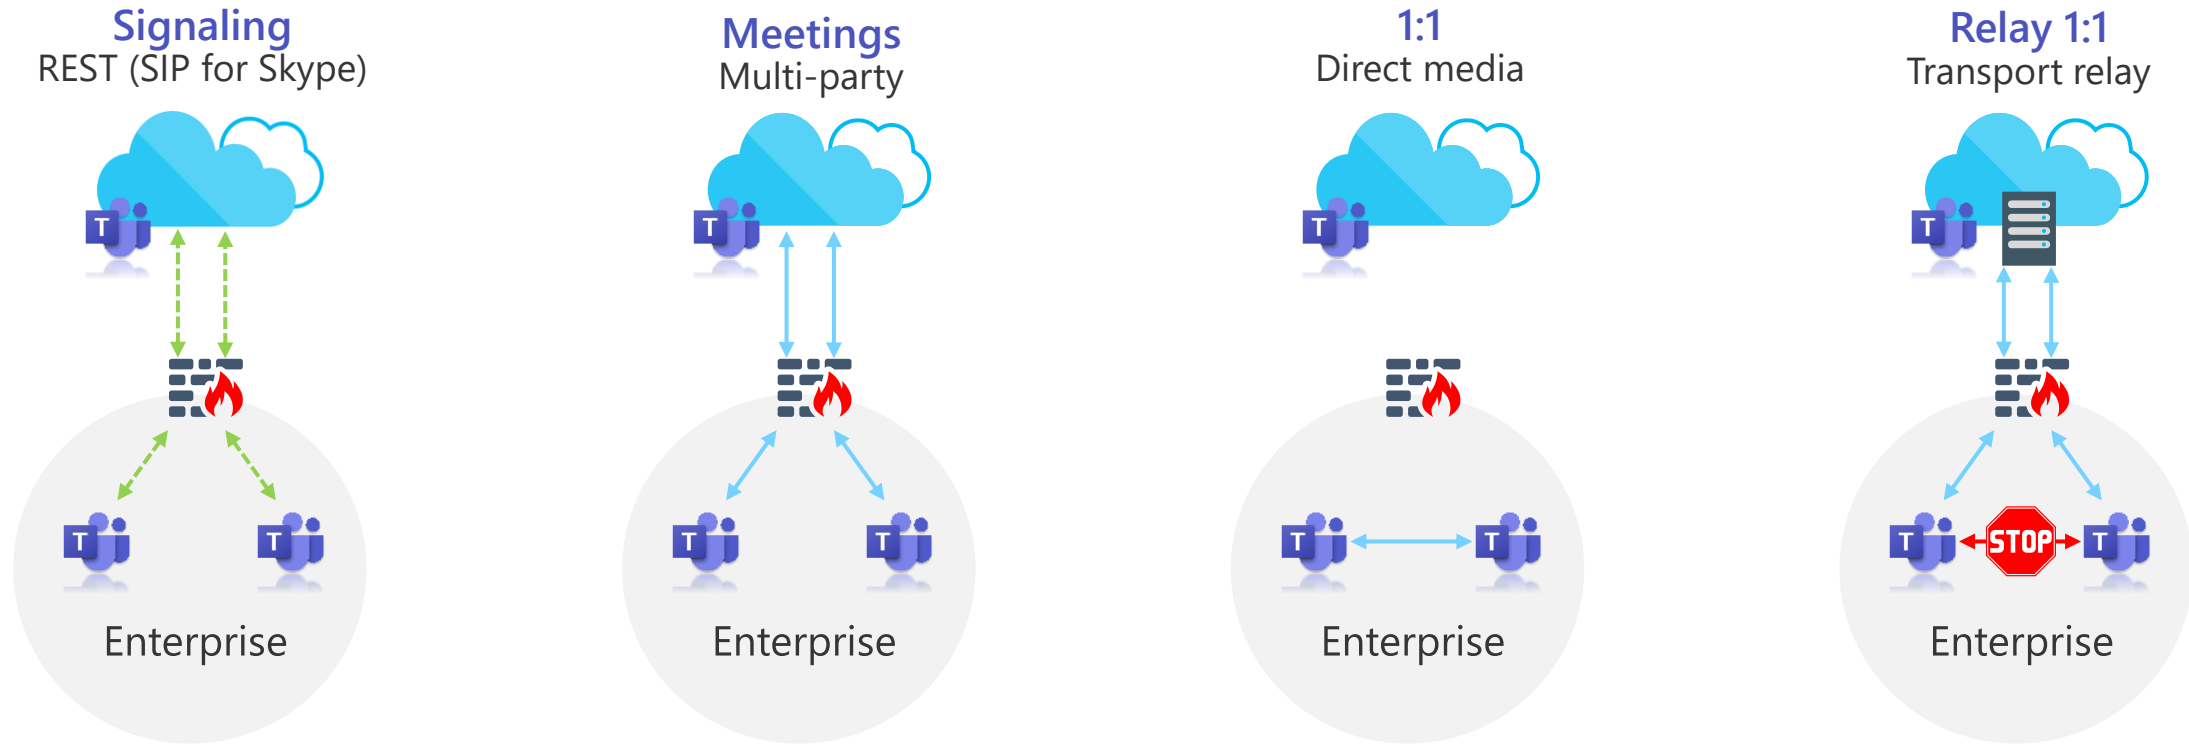 Signaling
REST (SIP for Skype)
T
T
T
Enterprise
Meetings
Multi-party
T
T
T
Enterprise
1:1
Direct media
T
T
T
Enterprise
Relay 1:1
Transport relay
T
T
STOP
T
Enterprise